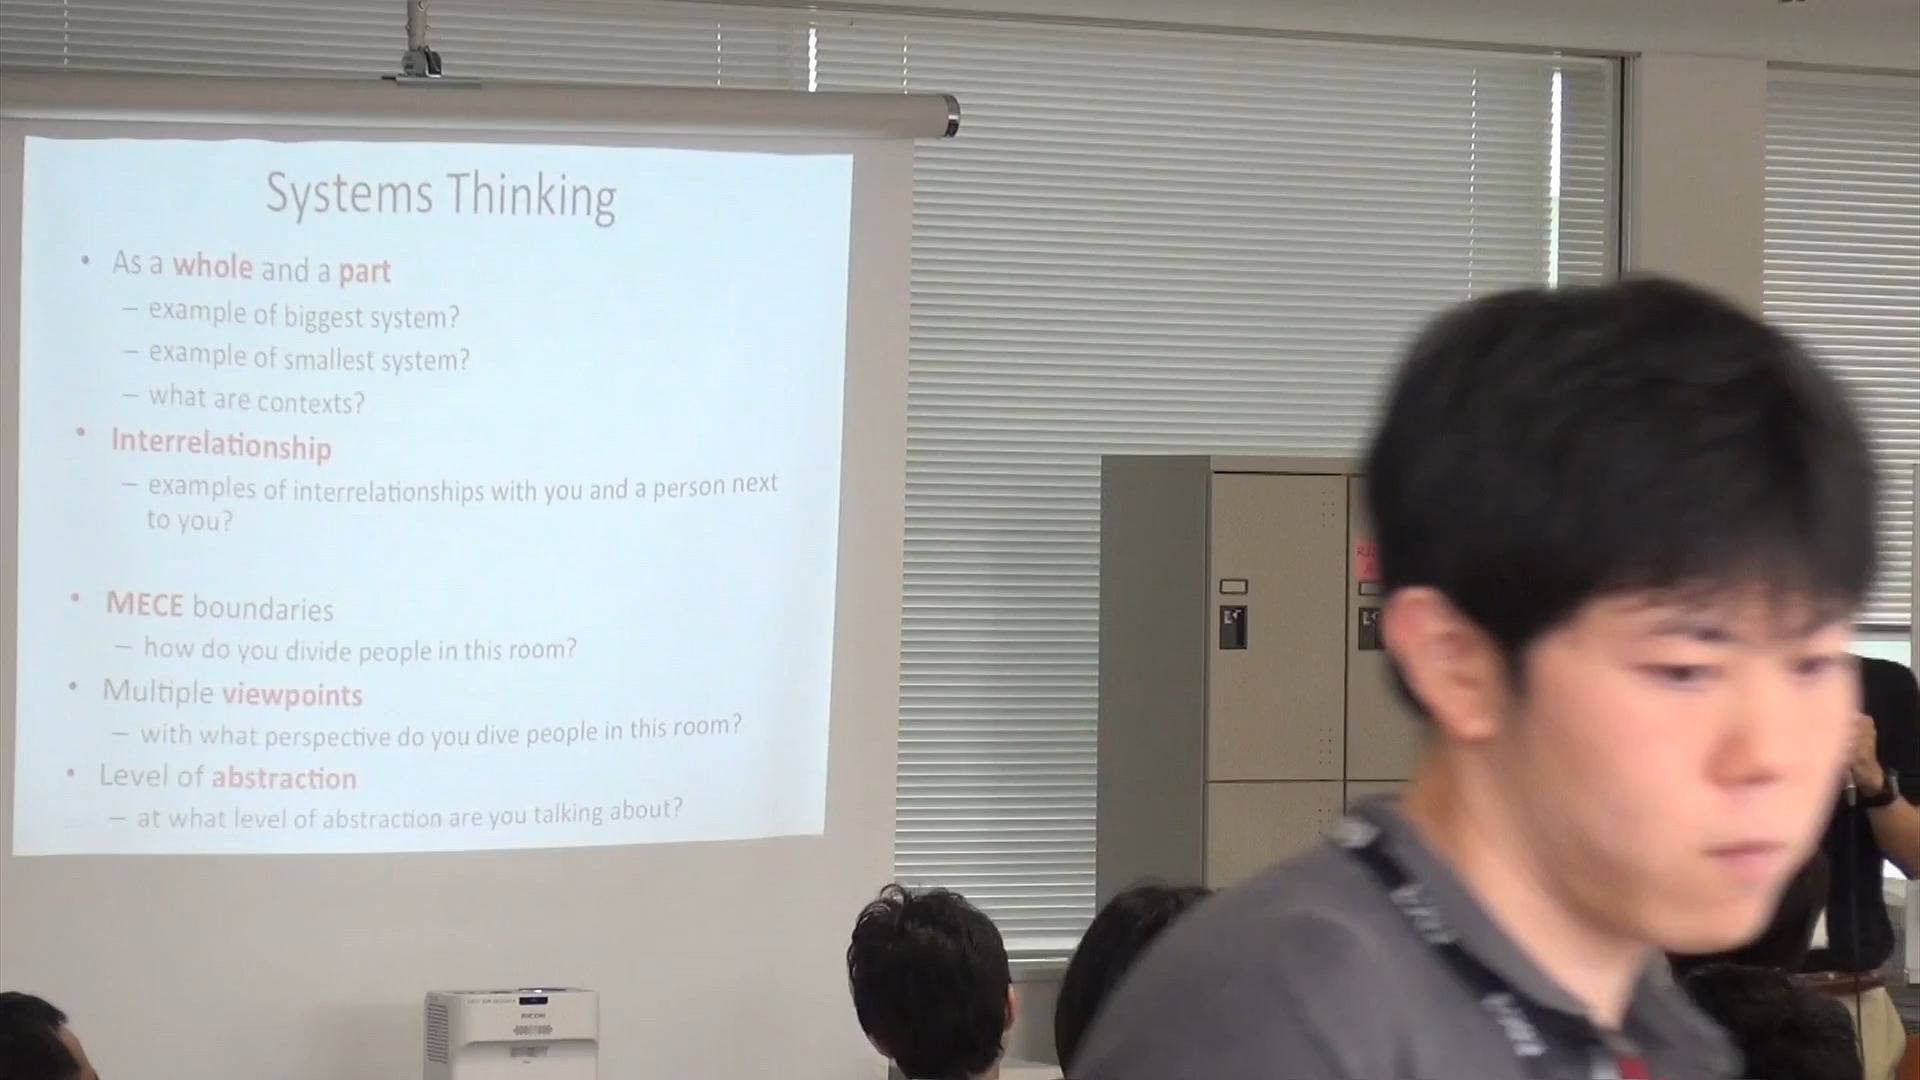 Systems Thinking
• As a whole and a part
– example of biggest system?
– example of smallest system?
– what are contexts?
• Interrelationship
– examples of interrelationships with you and a person next
to you?
• MECE boundaries
– how do you divide people in this room?
• Multiple viewpoints
– with what perspective do you dive people in this room?
• Level of abstraction
– at what level of abstraction are you talking about?
RICOH